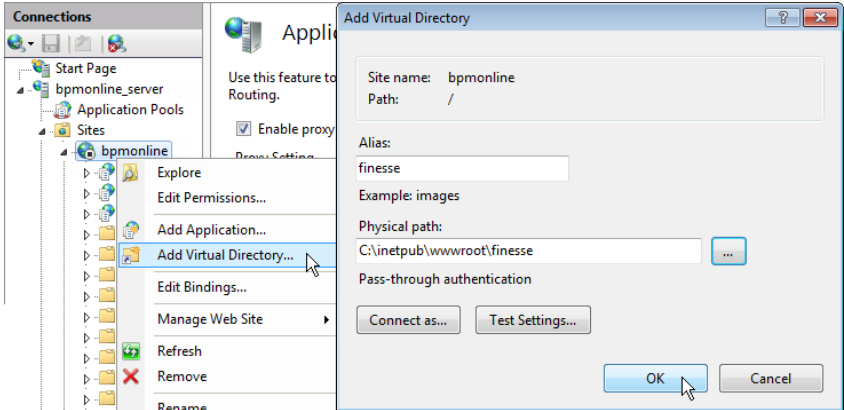 Connections
Start Page
bpmonline_server
Application Pools
Sites
bpmonline
Explore
Edit Permissions...
Add Application...
Add Virtual Directory...
Edit Bindings...
Manage Web Site
Refresh
Remove
Rename
Use this feature to
Routing.
Enable proxy
Proxy Setting
Add Virtual Directory
Site name: bpmonline
Path: /
Alias:
finesse
Example: images
Physical path:
C:\inetpub\wwwroot\finesse
...
Pass-through authentication
Connect as...
Test Settings...
OK
Cancel